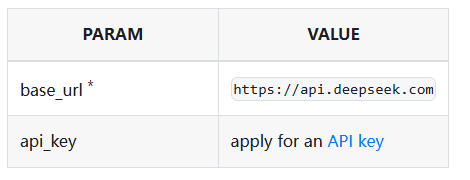 PARAM VALUE
base_url * https://api.deepseek.com
api_key apply for an API key